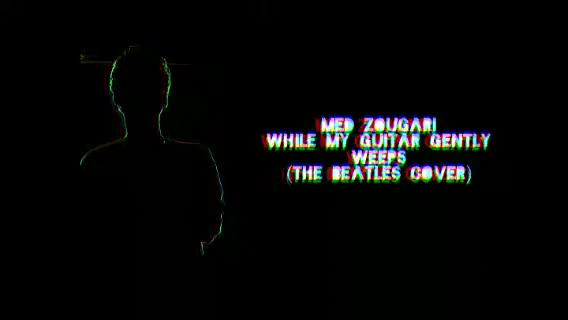 MED ZOUGARI
WHILE MY GUITAR GENTLY
WEEPS
(THE BEATLES COVER)